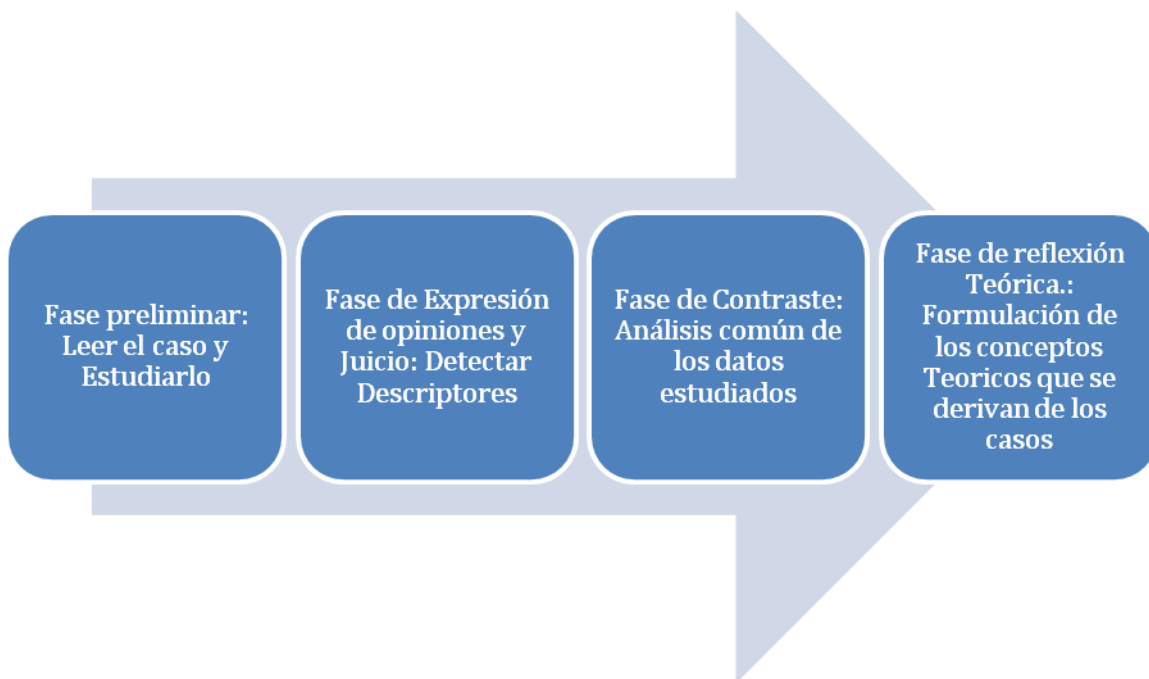 Fase preliminar:
Leer el caso y
Estudiarlo
Fase de Expresión
de opiniones y
Juicio: Detectar
Descriptores
Fase de Contraste:
Análisis común de
los datos
estudiados
Fase de reflexión
Teórica.:
Formulación de
los conceptos
Teoricos que se
derivan de los
casos